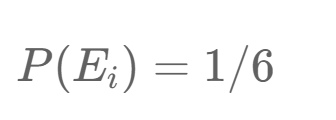 P(E_i) = 1/6